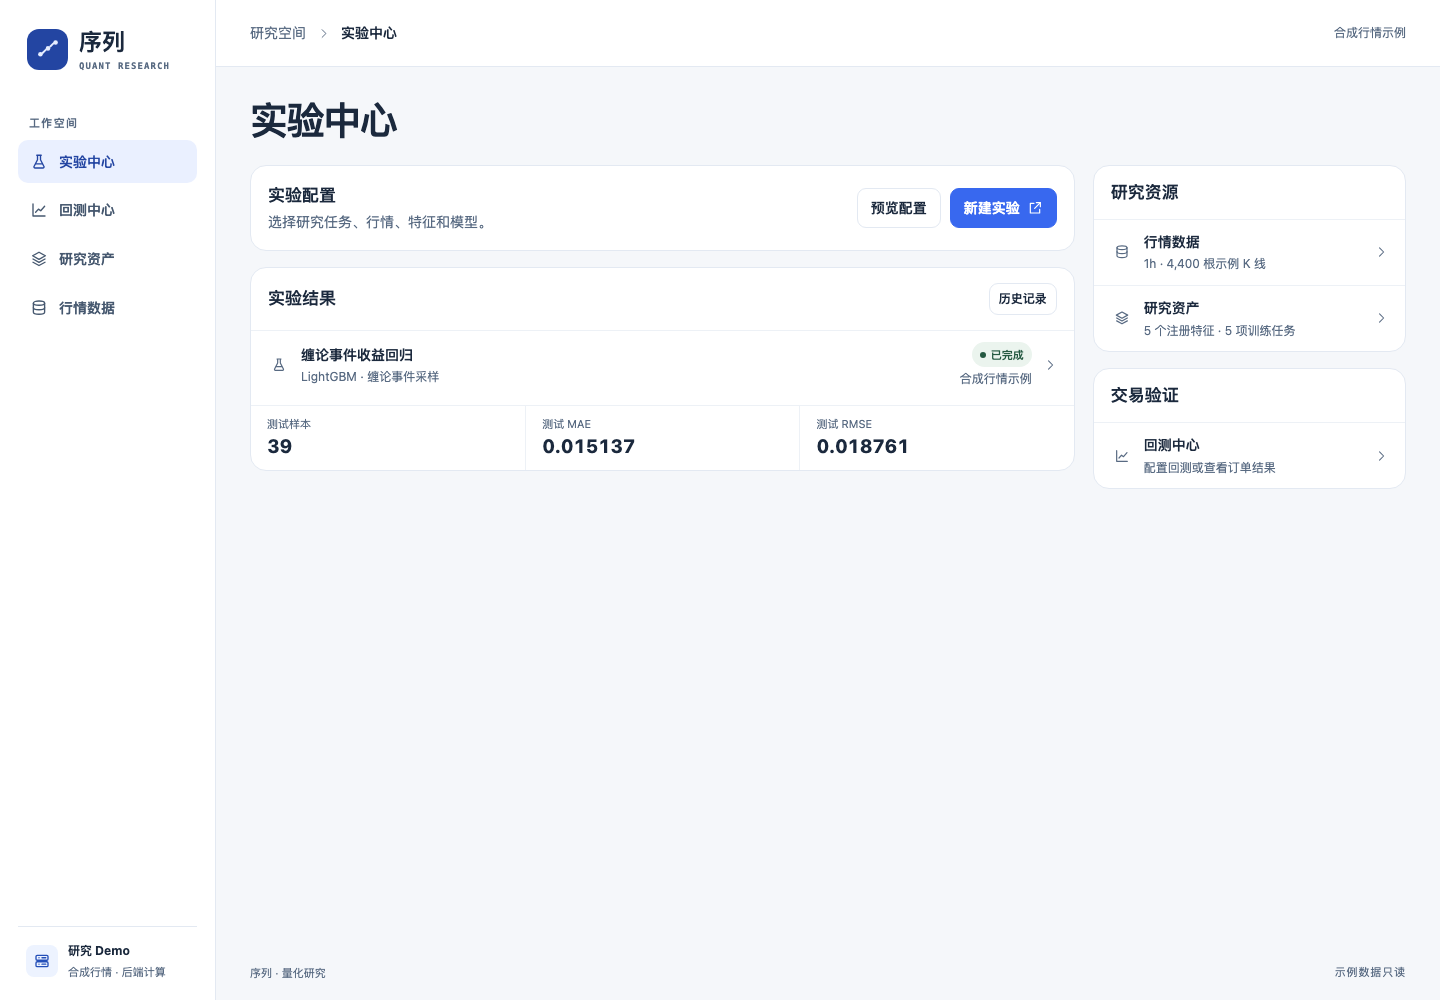 序列
QUANT RESEARCH
工作空间
实验中心
回测中心
研究资产
行情数据
研究 Demo
合成行情 · 后端计算
研究空间
实验中心
合成行情示例
实验中心
实验配置
选择研究任务、行情、特征和模型。
预览配置
新建实验
实验结果
历史记录
缠论事件收益回归
LightGBM · 缠论事件采样
已完成
合成行情示例
测试样本
39
测试 MAE
0.015137
测试 RMSE
0.018761
研究资源
行情数据
1h · 4,400 根示例 K 线
研究资产
5 个注册特征 · 5 项训练任务
交易验证
回测中心
配置回测或查看订单结果
序列 · 量化研究
示例数据只读